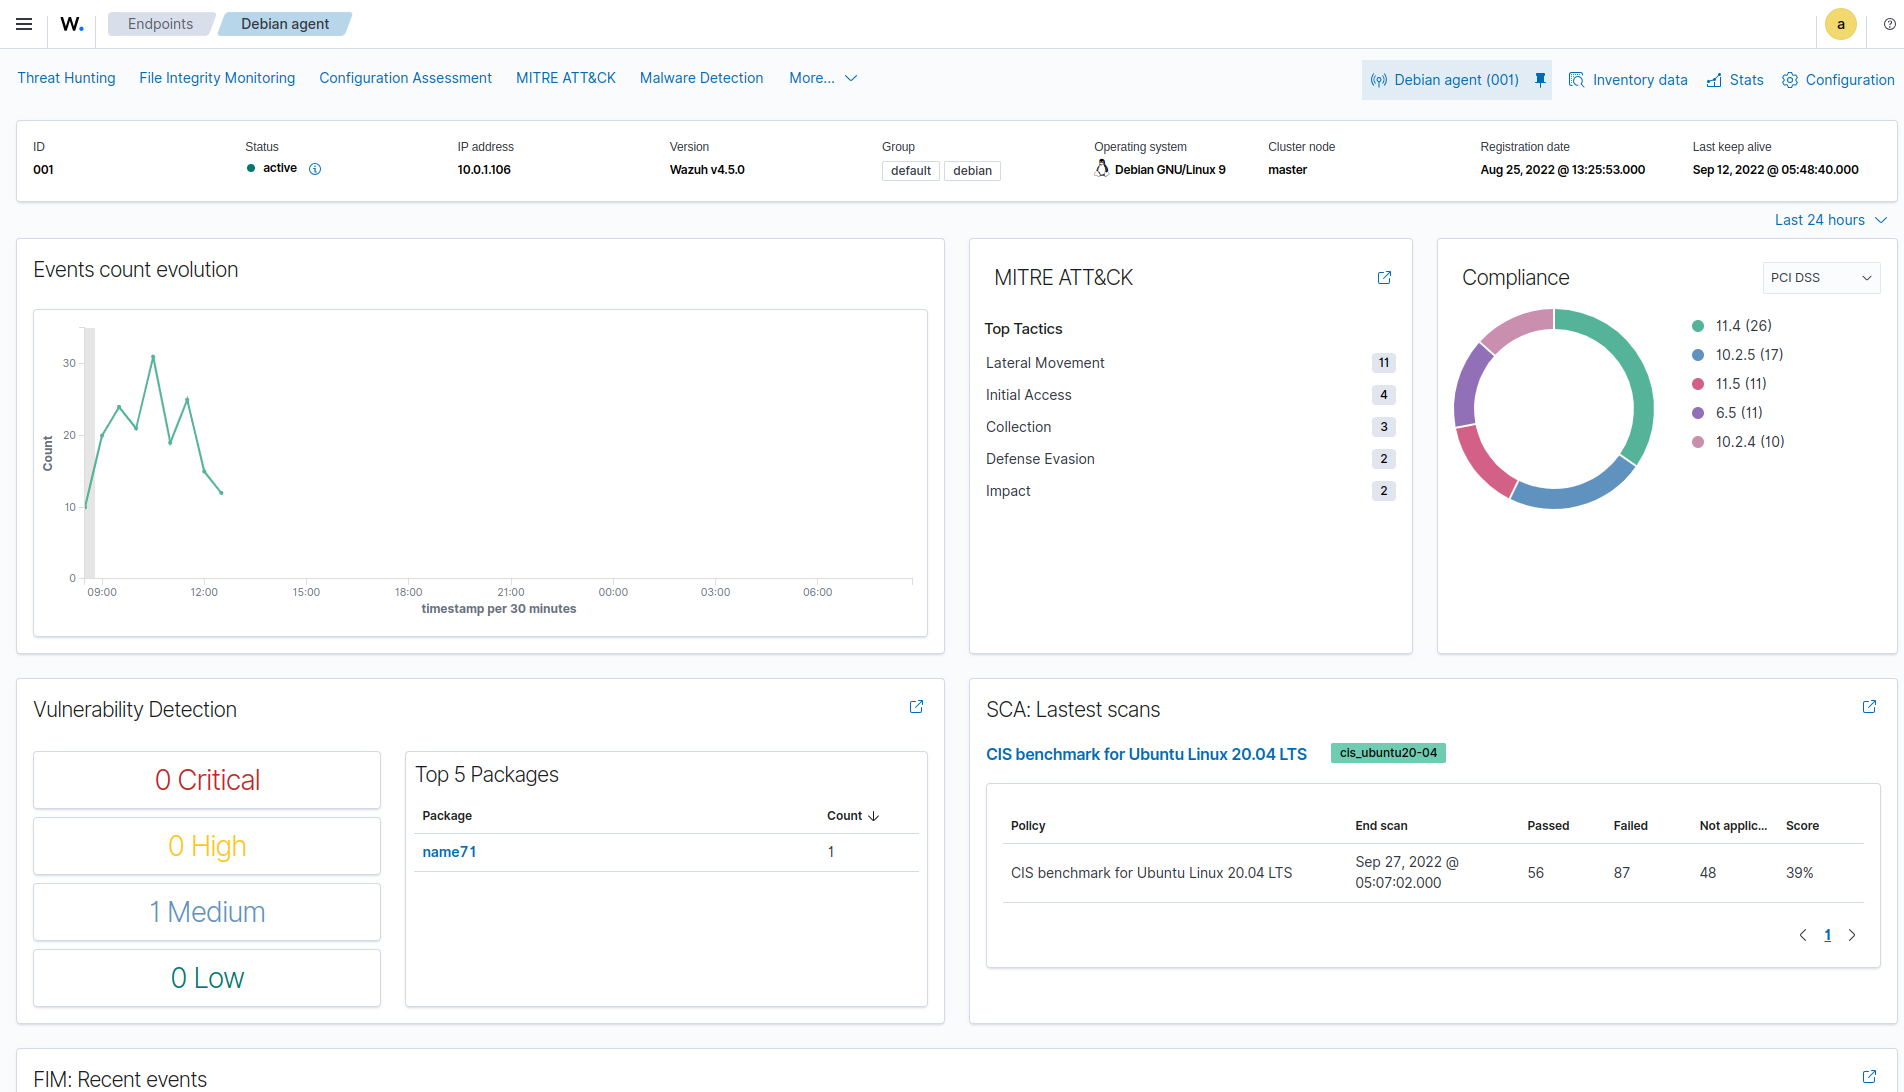 W.
Endpoints
Debian agent
a
Threat Hunting
File Integrity Monitoring
Configuration Assessment
MITRE ATT&CK
Malware Detection
More...
Debian agent (001)
Inventory data
Stats
Configuration
ID
001
Status
active
IP address
10.0.1.106
Version
Wazuh v4.5.0
Group
default
debian
Operating system
Debian GNU/Linux 9
Cluster node
master
Registration date
Aug 25, 2022 @ 13:25:53.000
Last keep alive
Sep 12, 2022 @ 05:48:40.000
Last 24 hours
Events count evolution
Count
30
20
10
0
09:00
12:00
15:00
18:00
21:00
00:00
03:00
06:00
timestamp per 30 minutes
MITRE ATT&CK
Top Tactics
Lateral Movement 11
Initial Access 4
Collection 3
Defense Evasion 2
Impact 2
Compliance
PCI DSS
11.4 (26)
10.2.5 (17)
11.5 (11)
6.5 (11)
10.2.4 (10)
Vulnerability Detection
0 Critical
0 High
1 Medium
0 Low
Top 5 Packages
Package Count
name71 1
SCA: Lastest scans
CIS benchmark for Ubuntu Linux 20.04 LTS
cis_ubuntu20-04
Policy End scan Passed Failed Not applic... Score
CIS benchmark for Ubuntu Linux 20.04 LTS Sep 27, 2022 @ 56 87 48 39%
05:07:02.000
1
FIM: Recent events